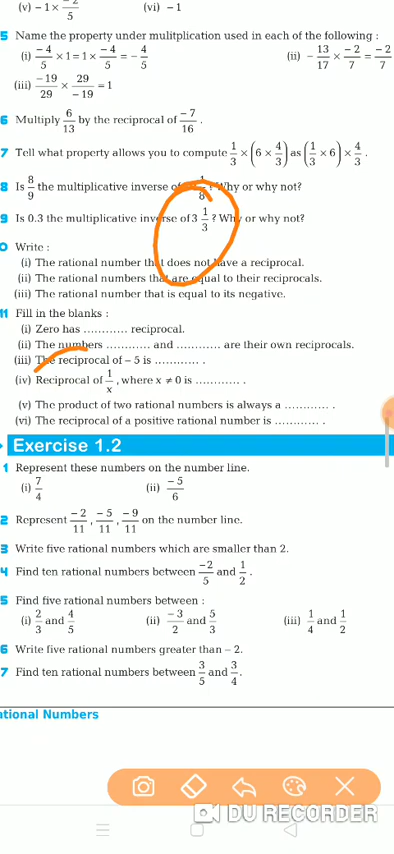 (v) −1 × −2/5 (vi) −1
5 Name the property under mulitplication used in each of the following :
(i) −4/5 × 1 = 1 × −4/5 = − 4/5 (ii) − 13/17 × −2/7 = −2/7
(iii) −19/29 × 29/−19 = 1
6 Multiply 6/13 by the reciprocal of −7/16 .
7 Tell what property allows you to compute 1/3 × (6 × 4/3) as (1/3 × 6) × 4/3 .
8 Is 8/9 the multiplicative inverse of 1/8 ? Why or why not?
9 Is 0.3 the multiplicative inverse of 3 1/3 ? Why or why not?
0 Write :
(i) The rational number that does not have a reciprocal.
(ii) The rational numbers that are equal to their reciprocals.
(iii) The rational number that is equal to its negative.
11 Fill in the blanks :
(i) Zero has ............ reciprocal.
(ii) The numbers ............ and ............ are their own reciprocals.
(iii) The reciprocal of – 5 is ............ .
(iv) Reciprocal of 1/x , where x ≠ 0 is ............ .
(v) The product of two rational numbers is always a ............ .
(vi) The reciprocal of a positive rational number is ............ .
Exercise 1.2
1 Represent these numbers on the number line.
(i) 7/4 (ii) −5/6
2 Represent −2/11 , −5/11 , −9/11 on the number line.
3 Write five rational numbers which are smaller than 2.
4 Find ten rational numbers between −2/5 and 1/2 .
5 Find five rational numbers between :
(i) 2/3 and 4/5 (ii) −3/2 and 5/3 (iii) 1/4 and 1/2
6 Write five rational numbers greater than – 2.
7 Find ten rational numbers between 3/5 and 3/4 .
ational Numbers
DU RECORDER